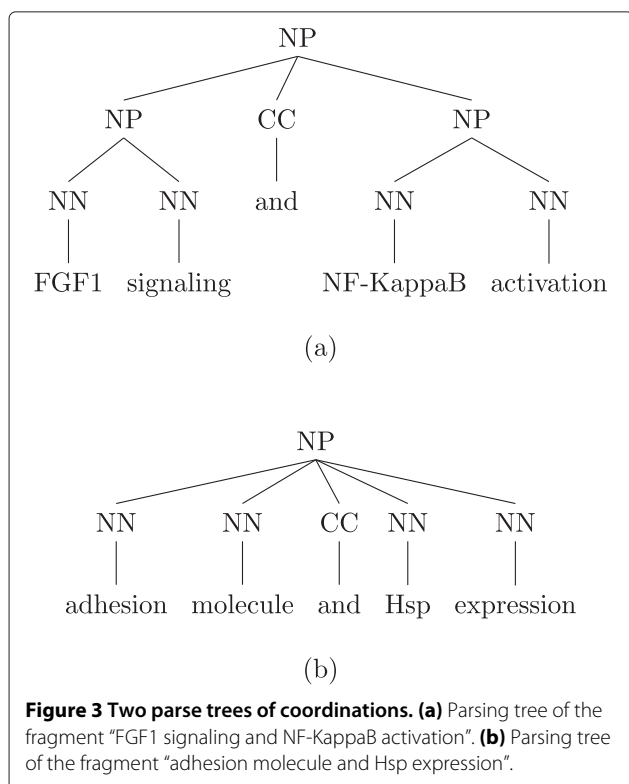 NP
NP CC NP
NN NN and NN NN
FGF1 signaling NF-KappaB activation
(a)
NP
NN NN CC NN NN
adhesion molecule and Hsp expression
(b)
Figure 3 Two parse trees of coordinations. (a) Parsing tree of the
fragment “FGF1 signaling and NF-KappaB activation”. (b) Parsing tree
of the fragment “adhesion molecule and Hsp expression”.